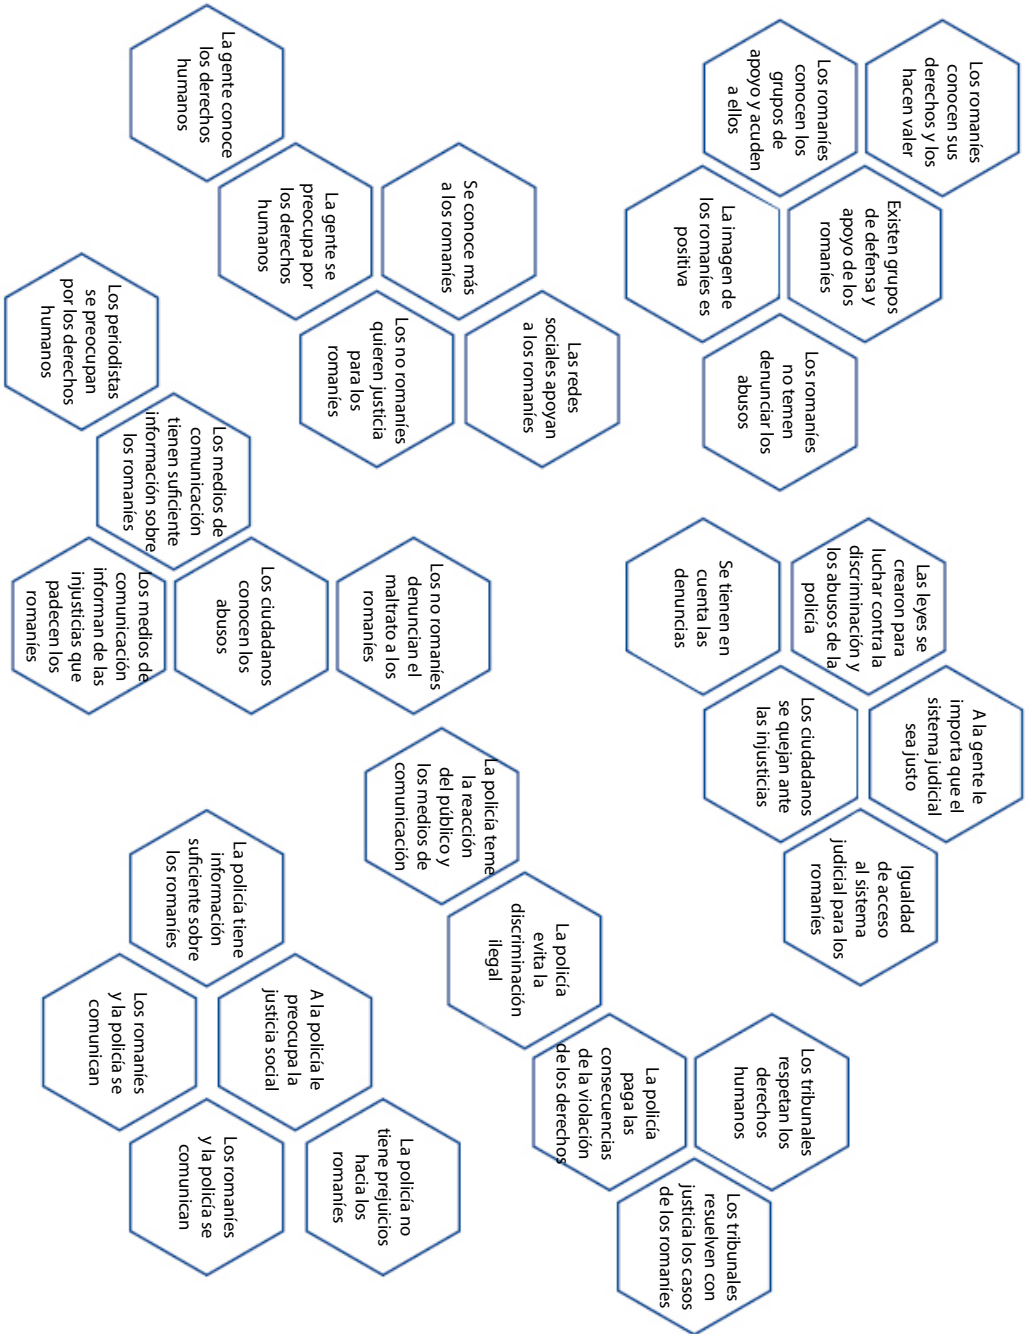 Los romaníes
conocen sus
derechos y los
hacen valer
Los romaníes
conocen los
grupos de
apoyo y acuden
a ellos
Existen grupos
de defensa y
apoyo de los
romaníes
La imagen de
los romaníes es
positiva
Los romaníes
no temen
denunciar los
abusos
La gente conoce
los derechos
humanos
Se conoce más
a los romaníes
La gente se
preocupa por
los derechos
humanos
Las redes
sociales apoyan
a los romaníes
Los no romaníes
quieren justicia
para los
romaníes
Los periodistas
se preocupan
por los derechos
humanos
Los medios de
comunicación
tienen suficiente
información sobre
los romaníes
Los no romaníes
denuncian el
maltrato a los
romaníes
Los ciudadanos
conocen los
abusos
Los medios de
comunicación
informan de las
injusticias que
padecen los
romaníes
Las leyes se
crearon para
luchar contra la
discriminación y
los abusos de la
policía
Se tienen en
cuenta las
denuncias
A la gente le
importa que el
sistema judicial
sea justo
Los ciudadanos
se quejan ante
las injusticias
Igualdad
de acceso
al sistema
judicial para los
romaníes
La policía teme
la reacción
del público y
los medios de
comunicación
La policía
evita la
discriminación
ilegal
Los tribunales
respetan los
derechos
humanos
La policía
paga las
consecuencias
de la violación
de los derechos
Los tribunales
resuelven con
justicia los casos
de los romaníes
La policía tiene
información
suficiente sobre
los romaníes
A la policía le
preocupa la
justicia social
Los romaníes
y la policía se
comunican
La policía no
tiene prejuicios
hacia los
romaníes
Los romaníes
y la policía se
comunican